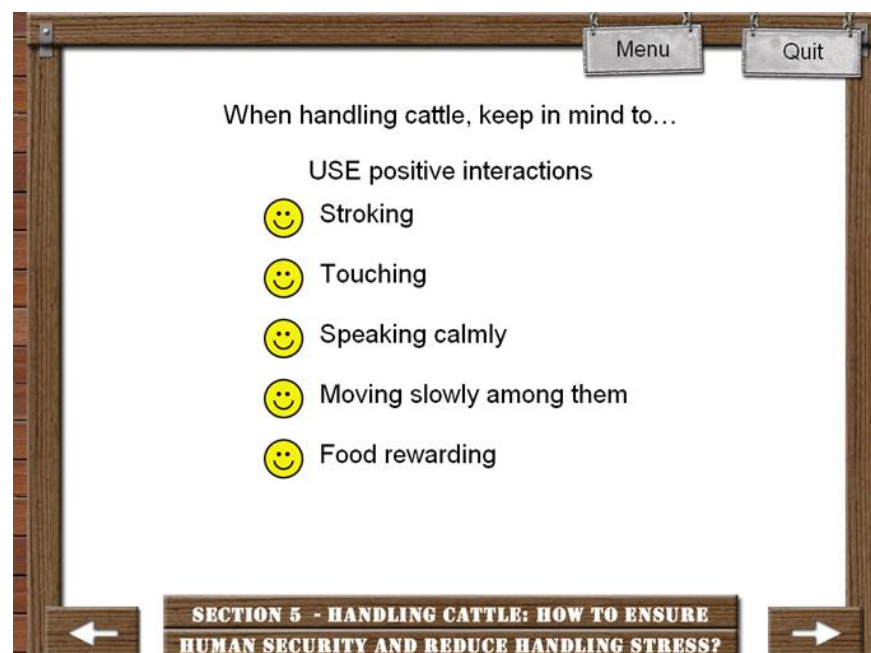 Menu
Quit
When handling cattle, keep in mind to…
USE positive interactions
Stroking
Touching
Speaking calmly
Moving slowly among them
Food rewarding
SECTION 5 - HANDLING CATTLE: HOW TO ENSURE
HUMAN SECURITY AND REDUCE HANDLING STRESS?